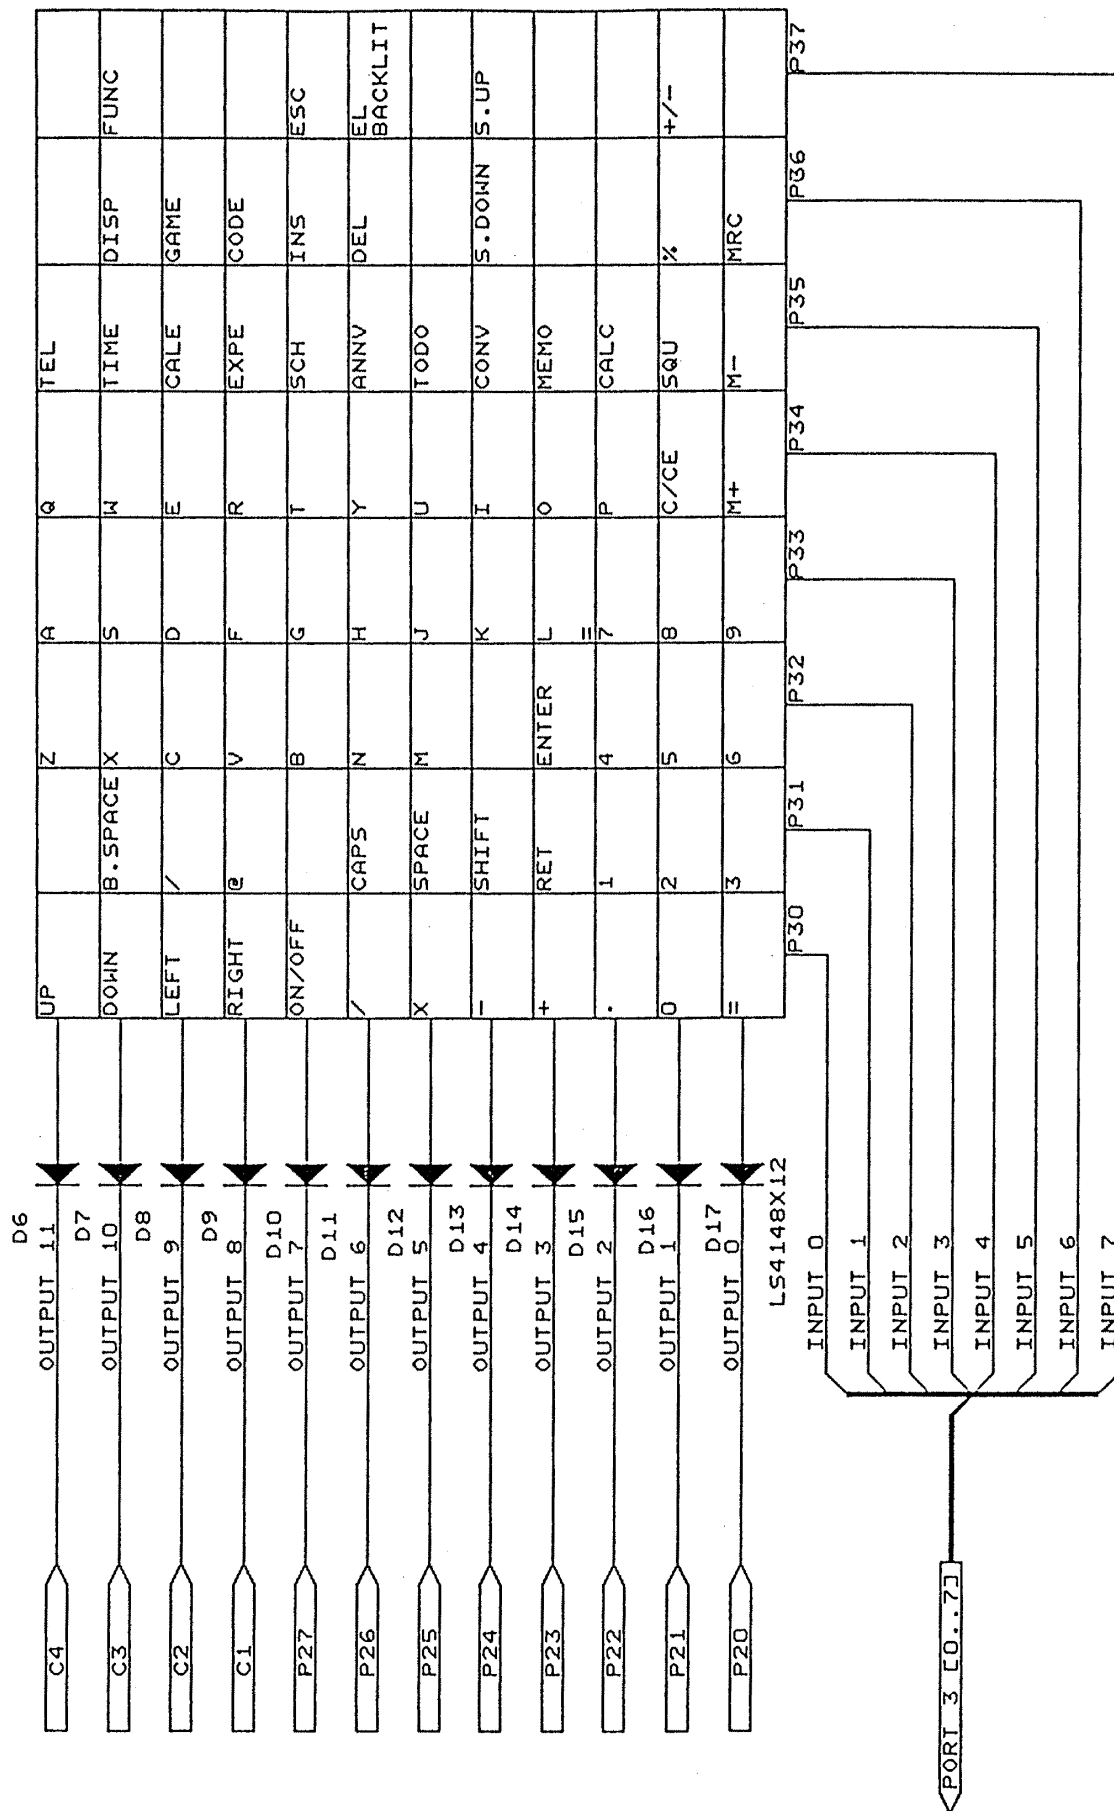 UP TEL
DOWN B.SPACE X S W TIME DISP FUNC
LEFT / C D E CALE GAME
RIGHT @ V F R EXPE CODE
ON/OFF B G T SCH INS ESC
/ CAPS N H Y ANNV DEL EL BACKLIT
X SPACE M J U TODO
- SHIFT K I CONV S.DOWN S.UP
+ RET ENTER L O MEMO
. 1 4 7 = P CALC
0 2 5 8 C/CE SQU % +/-
= 3 6 9 M+ M- MRC
Z A Q
P30 P31 P32 P33 P34 P35 P36 P37
D6
C4 OUTPUT 11
D7
C3 OUTPUT 10
D8
C2 OUTPUT 9
D9
C1 OUTPUT 8
D10
P27 OUTPUT 7
D11
P26 OUTPUT 6
D12
P25 OUTPUT 5
D13
P24 OUTPUT 4
D14
P23 OUTPUT 3
D15
P22 OUTPUT 2
D16
P21 OUTPUT 1
D17
P20 OUTPUT 0
LS4148X12
INPUT 0
INPUT 1
INPUT 2
INPUT 3
INPUT 4
INPUT 5
INPUT 6
INPUT 7
PORT 3 [0..7]